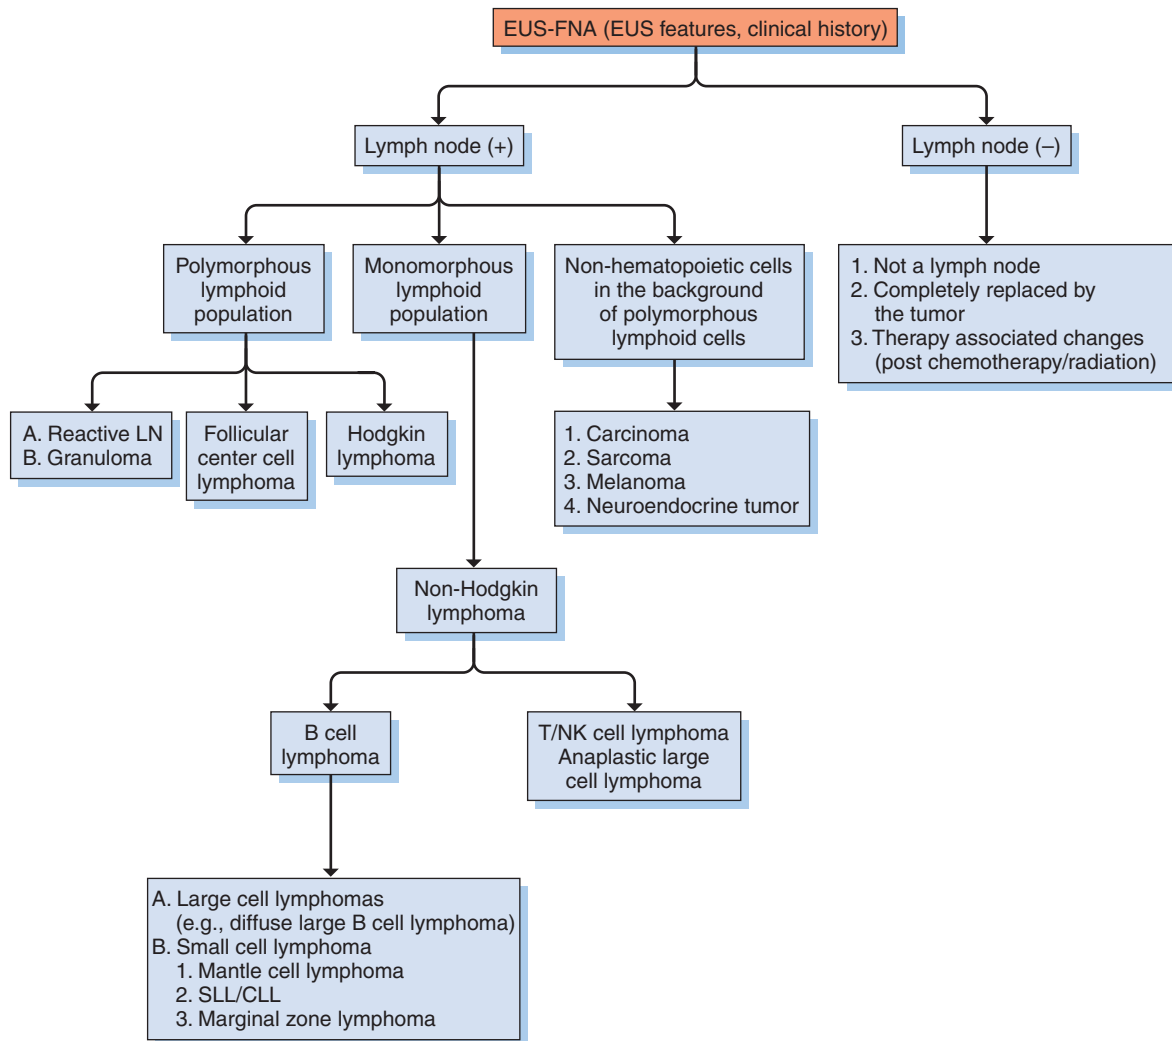 EUS-FNA (EUS features, clinical history)
Lymph node (+)
Lymph node (–)
Polymorphous
lymphoid
population
Monomorphous
lymphoid
population
Non-hematopoietic cells
in the background
of polymorphous
lymphoid cells
1. Not a lymph node
2. Completely replaced by
the tumor
3. Therapy associated changes
(post chemotherapy/radiation)
A. Reactive LN
B. Granuloma
Follicular
center cell
lymphoma
Hodgkin
lymphoma
1. Carcinoma
2. Sarcoma
3. Melanoma
4. Neuroendocrine tumor
Non-Hodgkin
lymphoma
B cell
lymphoma
T/NK cell lymphoma
Anaplastic large
cell lymphoma
A. Large cell lymphomas
(e.g., diffuse large B cell lymphoma)
B. Small cell lymphoma
1. Mantle cell lymphoma
2. SLL/CLL
3. Marginal zone lymphoma